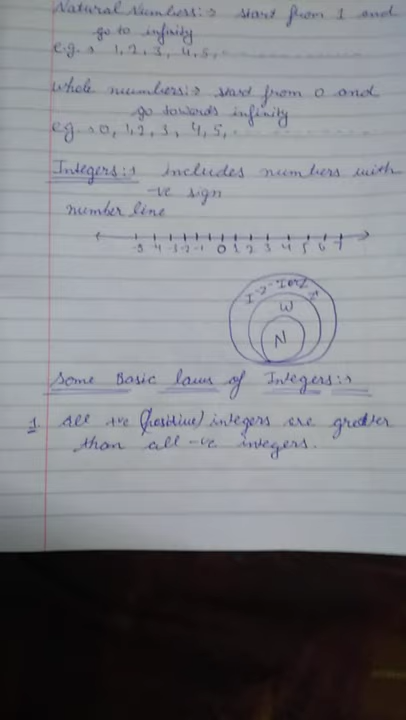 Natural Numbers:→ start from 1 and
go to infinity
e.g. → 1, 2, 3, 4, 5,
whole numbers:→ start from 0 and
go towards infinity
e.g. → 0, 1, 2, 3, 4, 5,
Integers:→ includes numbers with
-ve sign
number line
-5 -4 -3 -2 -1 0 1 2 3 4 5 6 7
W
N
Some Basic laws of Integers:→
1. All +ve (positive) integers are greater
than all -ve integers.